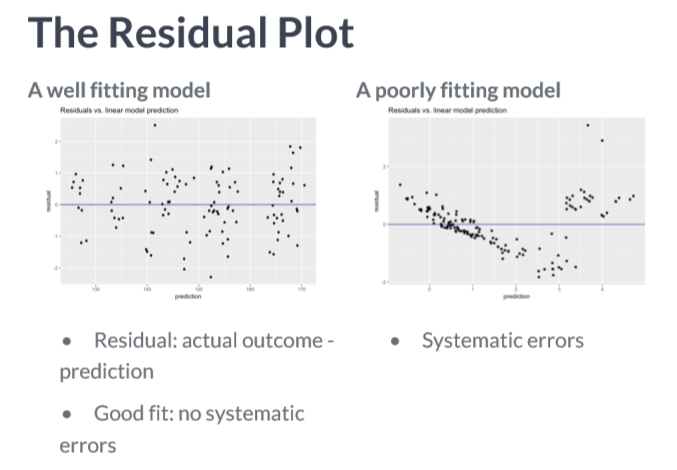 The Residual Plot
A well fitting model
A poorly fitting model
Residuals vs. linear model prediction
Residuals vs. linear model prediction
residual
residual
2
1
0
-1
-2
2
0
-2
130
140
150
160
170
0
1
2
3
4
prediction
prediction
• Residual: actual outcome -
prediction
• Systematic errors
• Good fit: no systematic
errors